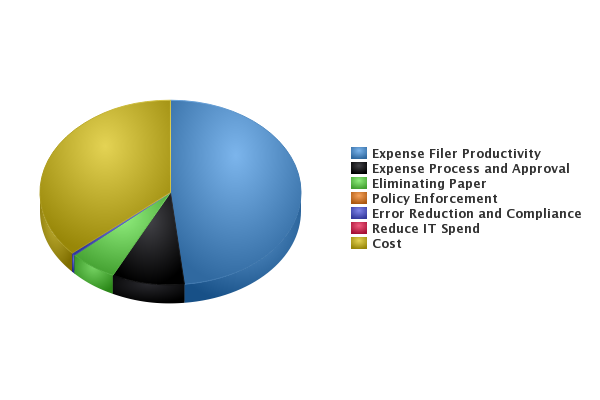 Expense Filer Productivity
Expense Process and Approval
Eliminating Paper
Policy Enforcement
Error Reduction and Compliance
Reduce IT Spend
Cost